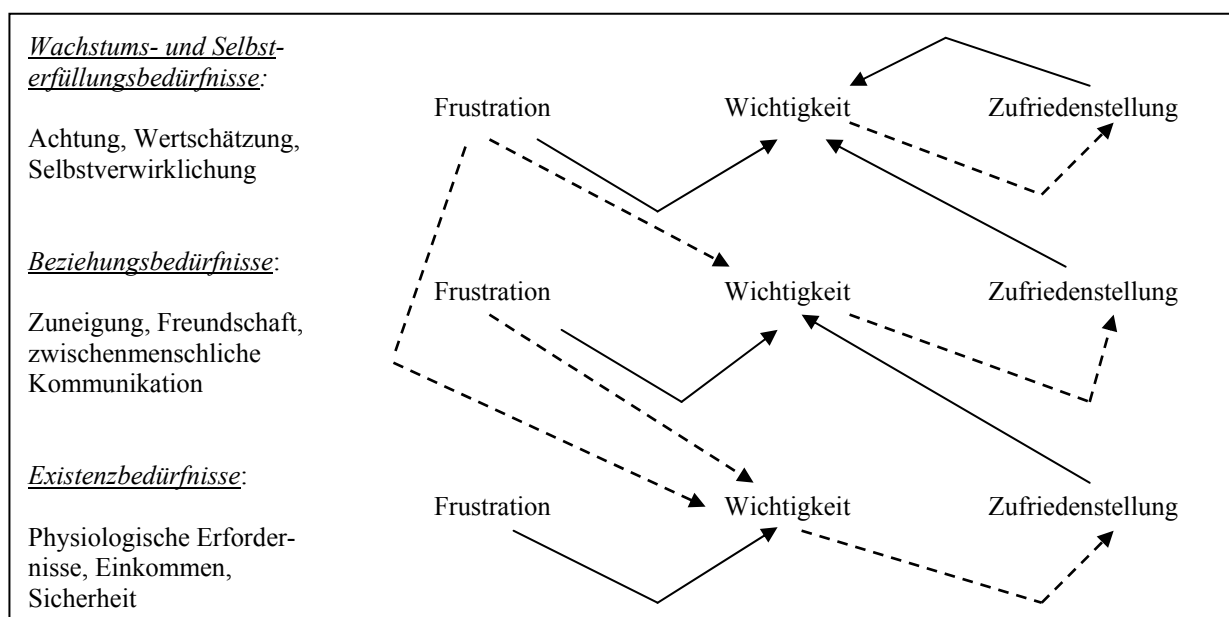 Wachstums- und Selbst-
erfüllungsbedürfnisse:
Frustration Wichtigkeit Zufriedenstellung
Achtung, Wertschätzung,
Selbstverwirklichung
Beziehungsbedürfnisse:
Frustration Wichtigkeit Zufriedenstellung
Zuneigung, Freundschaft,
zwischenmenschliche
Kommunikation
Existenzbedürfnisse:
Frustration Wichtigkeit Zufriedenstellung
Physiologische Erforder-
nisse, Einkommen,
Sicherheit